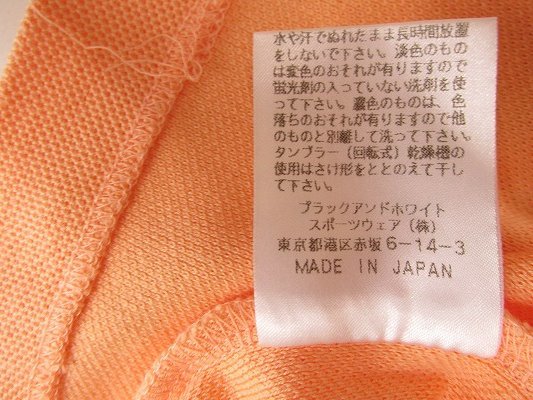 水や汗でぬれたまま長時間放置
をしないで下さい。淡色のもの
は変色のおそれが有りますので
蛍光剤の入っていない洗剤を使
って下さい。濃色のものは、色
落ちのおそれが有りますので他
のものと別離して洗って下さい。
タンブラー（回転式）乾燥機の
使用はさけ形をととのえて干し
て下さい。
ブラックアンドホワイト
スポーツウェア（株）
東京都港区赤坂6-14-3
MADE IN JAPAN